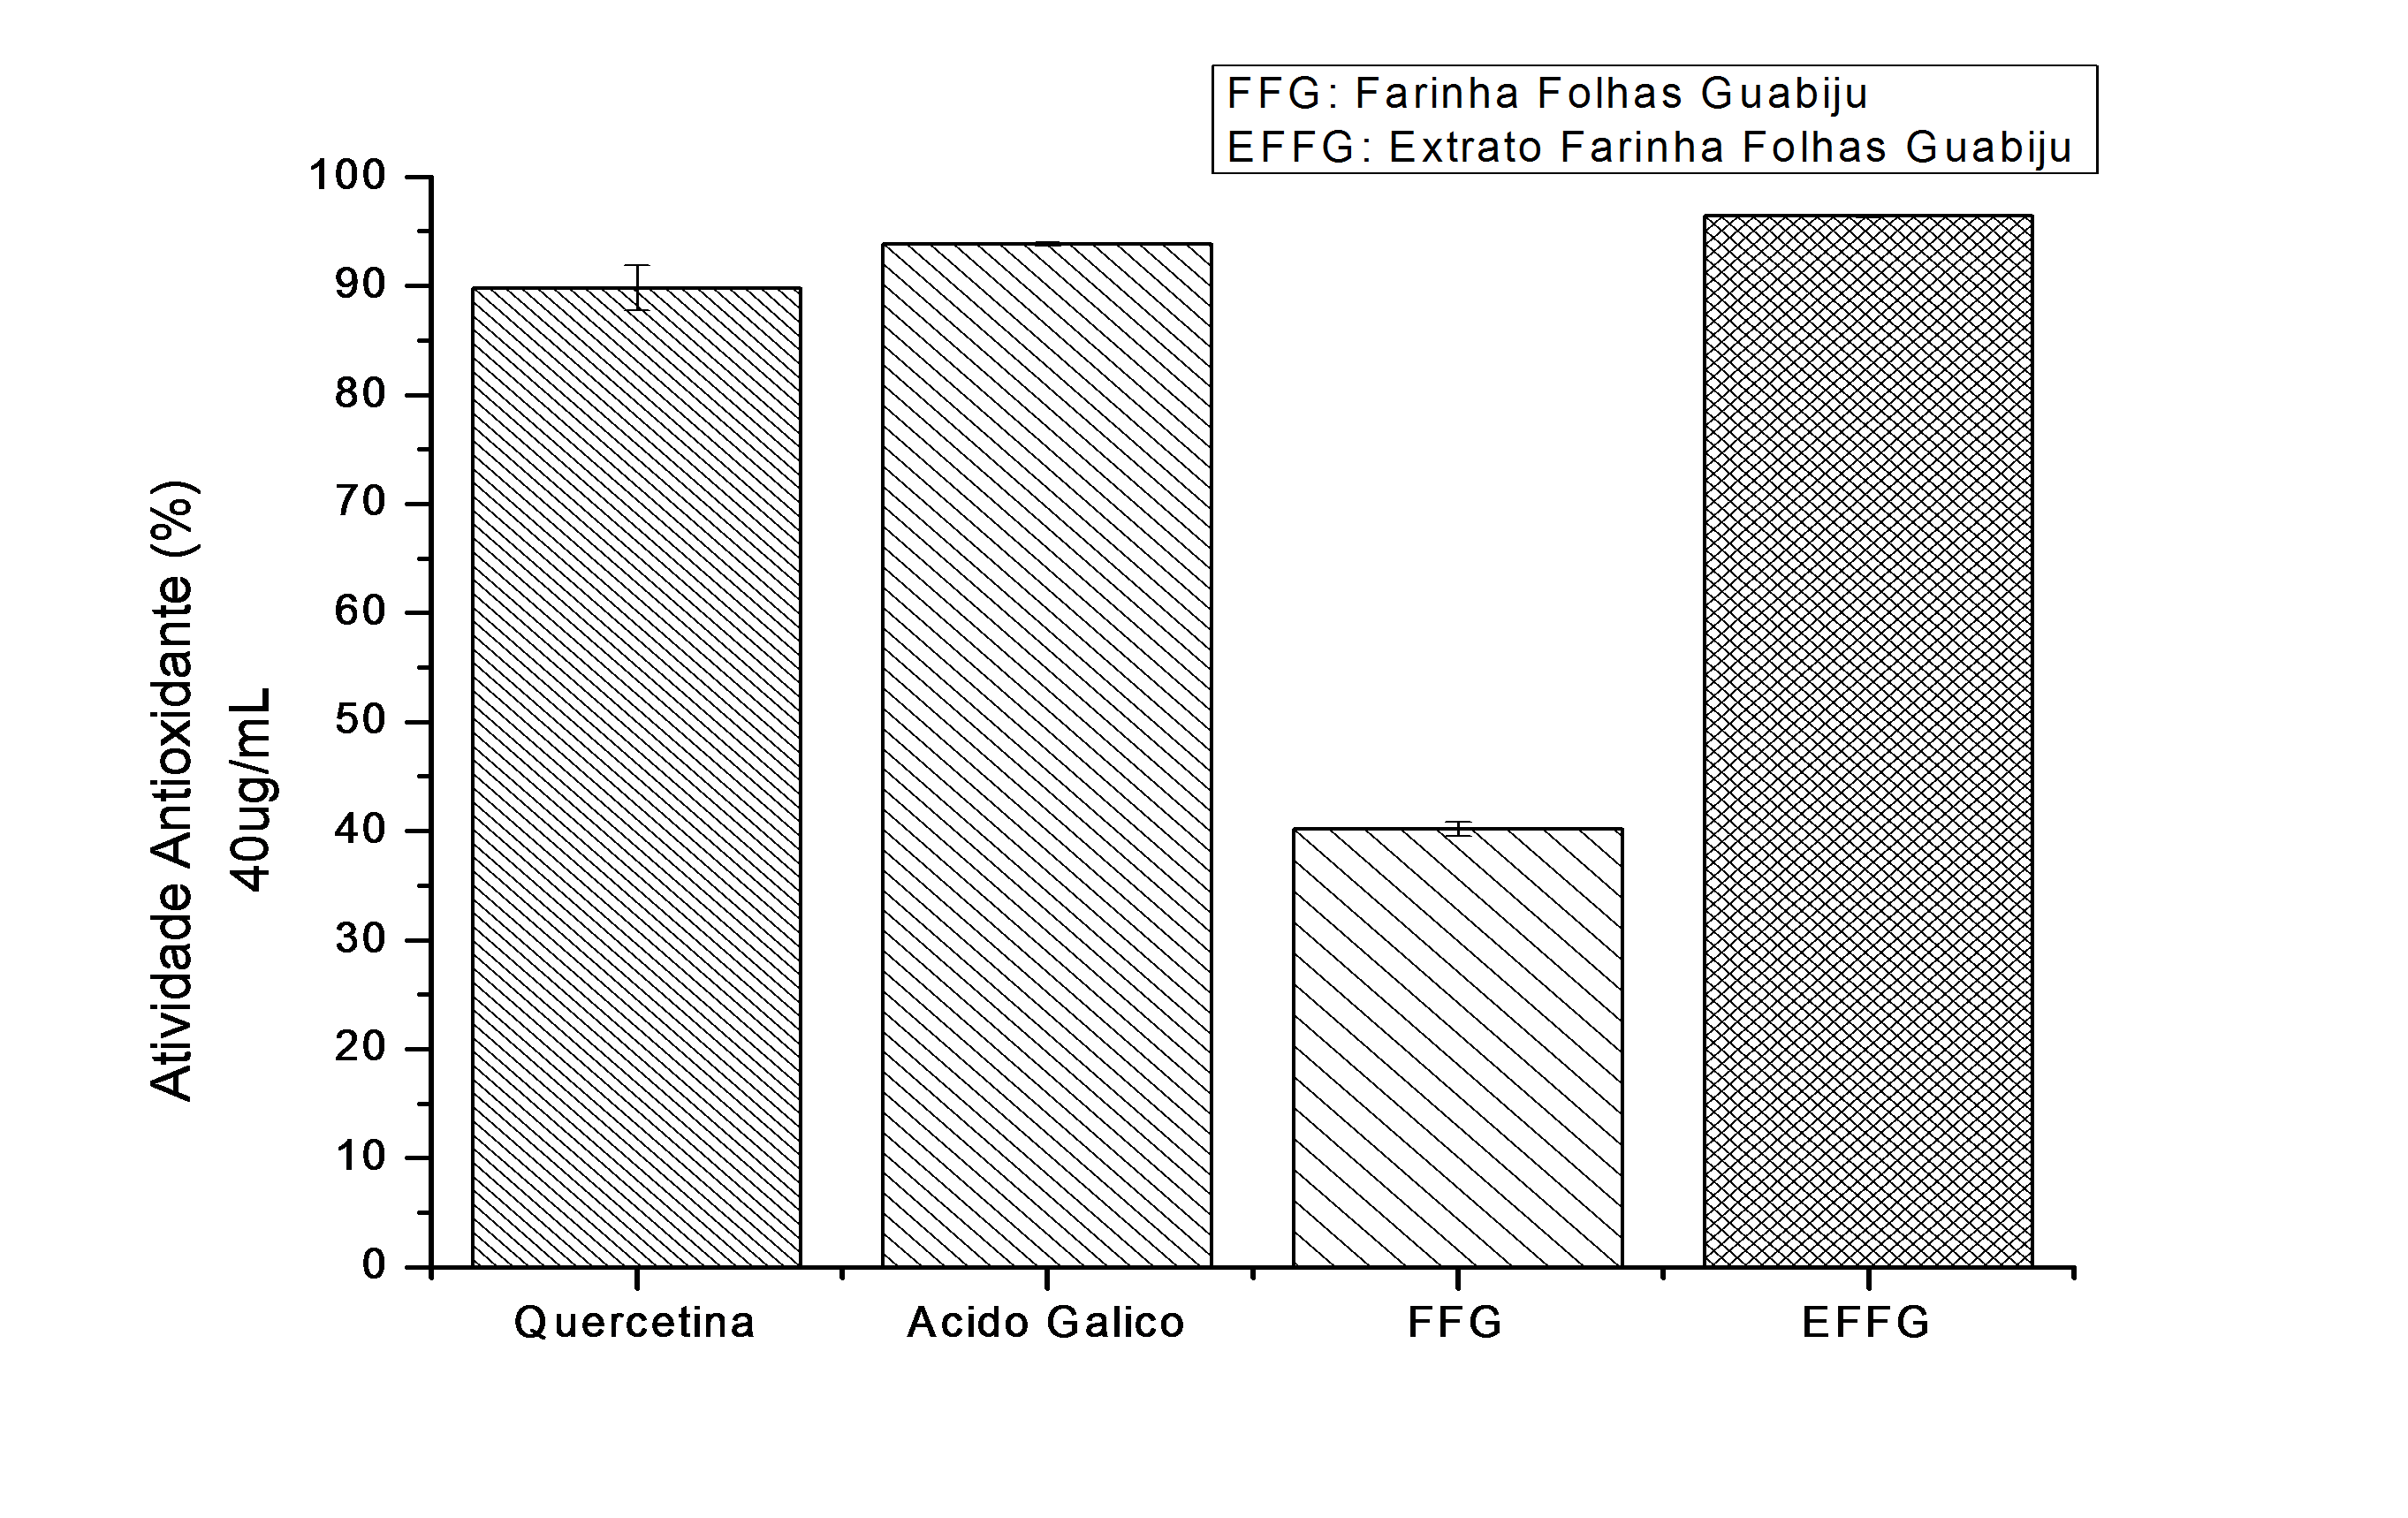 FFG: Farinha Folhas Guabiju
EFFG: Extrato Farinha Folhas Guabiju
100
90
80
70
60
50
40
30
20
10
0
Atividade Antioxidante (%)
40ug/mL
Quercetina
Acido Galico
FFG
EFFG